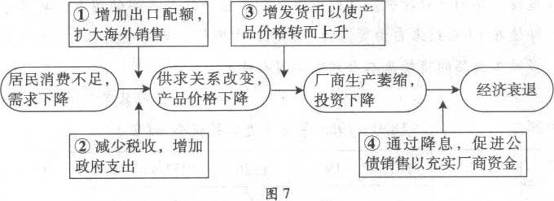 ① 增加出口配额，
扩大海外销售
③ 增发货币以使产
品价格转而上升
居民消费不足，
需求下降
供求关系改变，
产品价格下降
厂商生产萎缩，
投资下降
经济衰退
② 减少税收，增加
政府支出
④ 通过降息，促进公
债销售以充实厂商资金
图 7